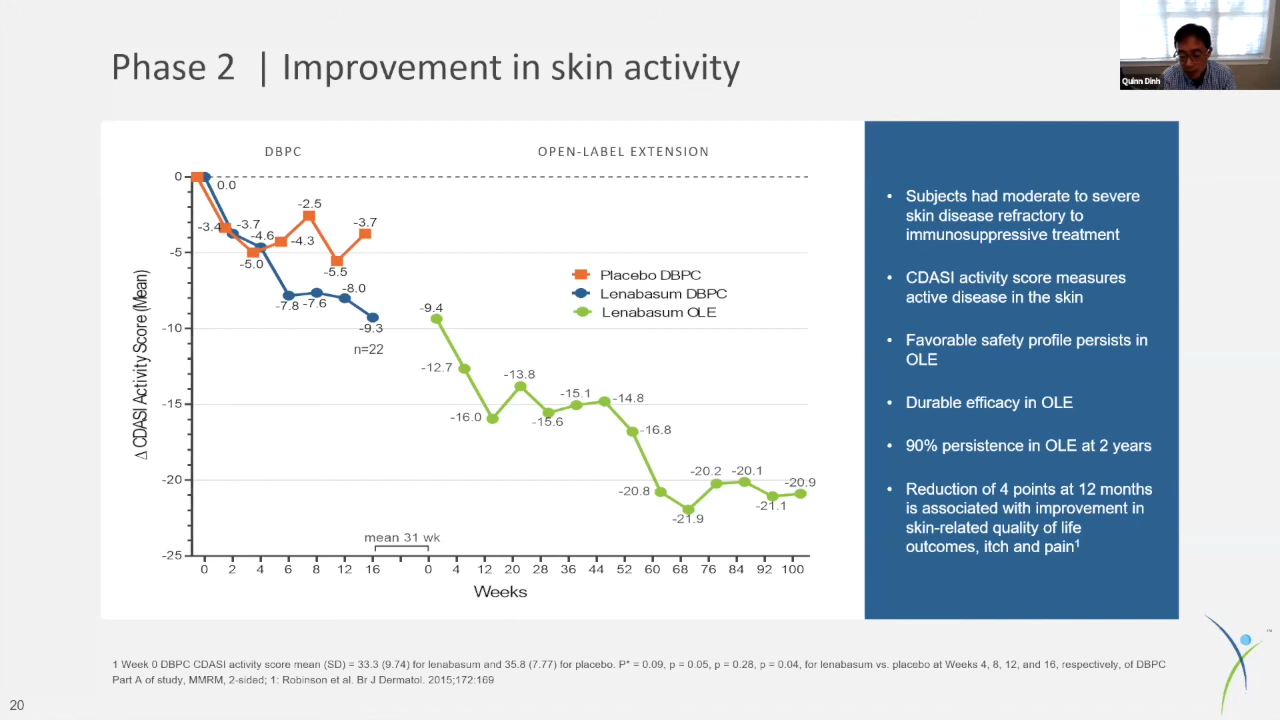 Phase 2 | Improvement in skin activity
Quinn Dinh
DBPC
OPEN-LABEL EXTENSION
0
-5
-10
-15
-20
-25
Δ CDASI Activity Score (Mean)
0.0
-3.4
-3.7
-4.6
-5.0
-4.3
-2.5
-5.5
-3.7
-7.8
-7.6
-8.0
-9.3
n=22
Placebo DBPC
Lenabasum DBPC
Lenabasum OLE
-9.4
-12.7
-16.0
-13.8
-15.6
-15.1
-14.8
-16.8
-20.8
-21.9
-20.2
-20.1
-21.1
-20.9
mean 31 wk
0 2 4 6 8 12 16 0 4 12 20 28 36 44 52 60 68 76 84 92 100
Weeks
• Subjects had moderate to severe
skin disease refractory to
immunosuppressive treatment
• CDASI activity score measures
active disease in the skin
• Favorable safety profile persists in
OLE
• Durable efficacy in OLE
• 90% persistence in OLE at 2 years
• Reduction of 4 points at 12 months
is associated with improvement in
skin-related quality of life
outcomes, itch and pain¹
1 Week 0 DBPC CDASI activity score mean (SD) = 33.3 (9.74) for lenabasum and 35.8 (7.77) for placebo. P* = 0.09, p = 0.05, p = 0.28, p = 0.04, for lenabasum vs. placebo at Weeks 4, 8, 12, and 16, respectively, of DBPC
Part A of study, MMRM, 2-sided; 1: Robinson et al. Br J Dermatol. 2015;172:169
20
™